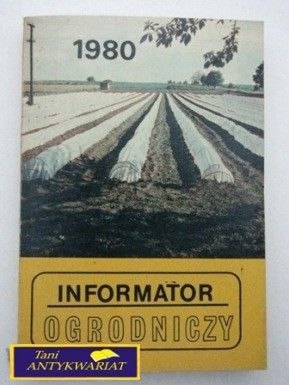 1980
INFORMATOR
OGRODNICZY
Tani
ANTYKWARIAT